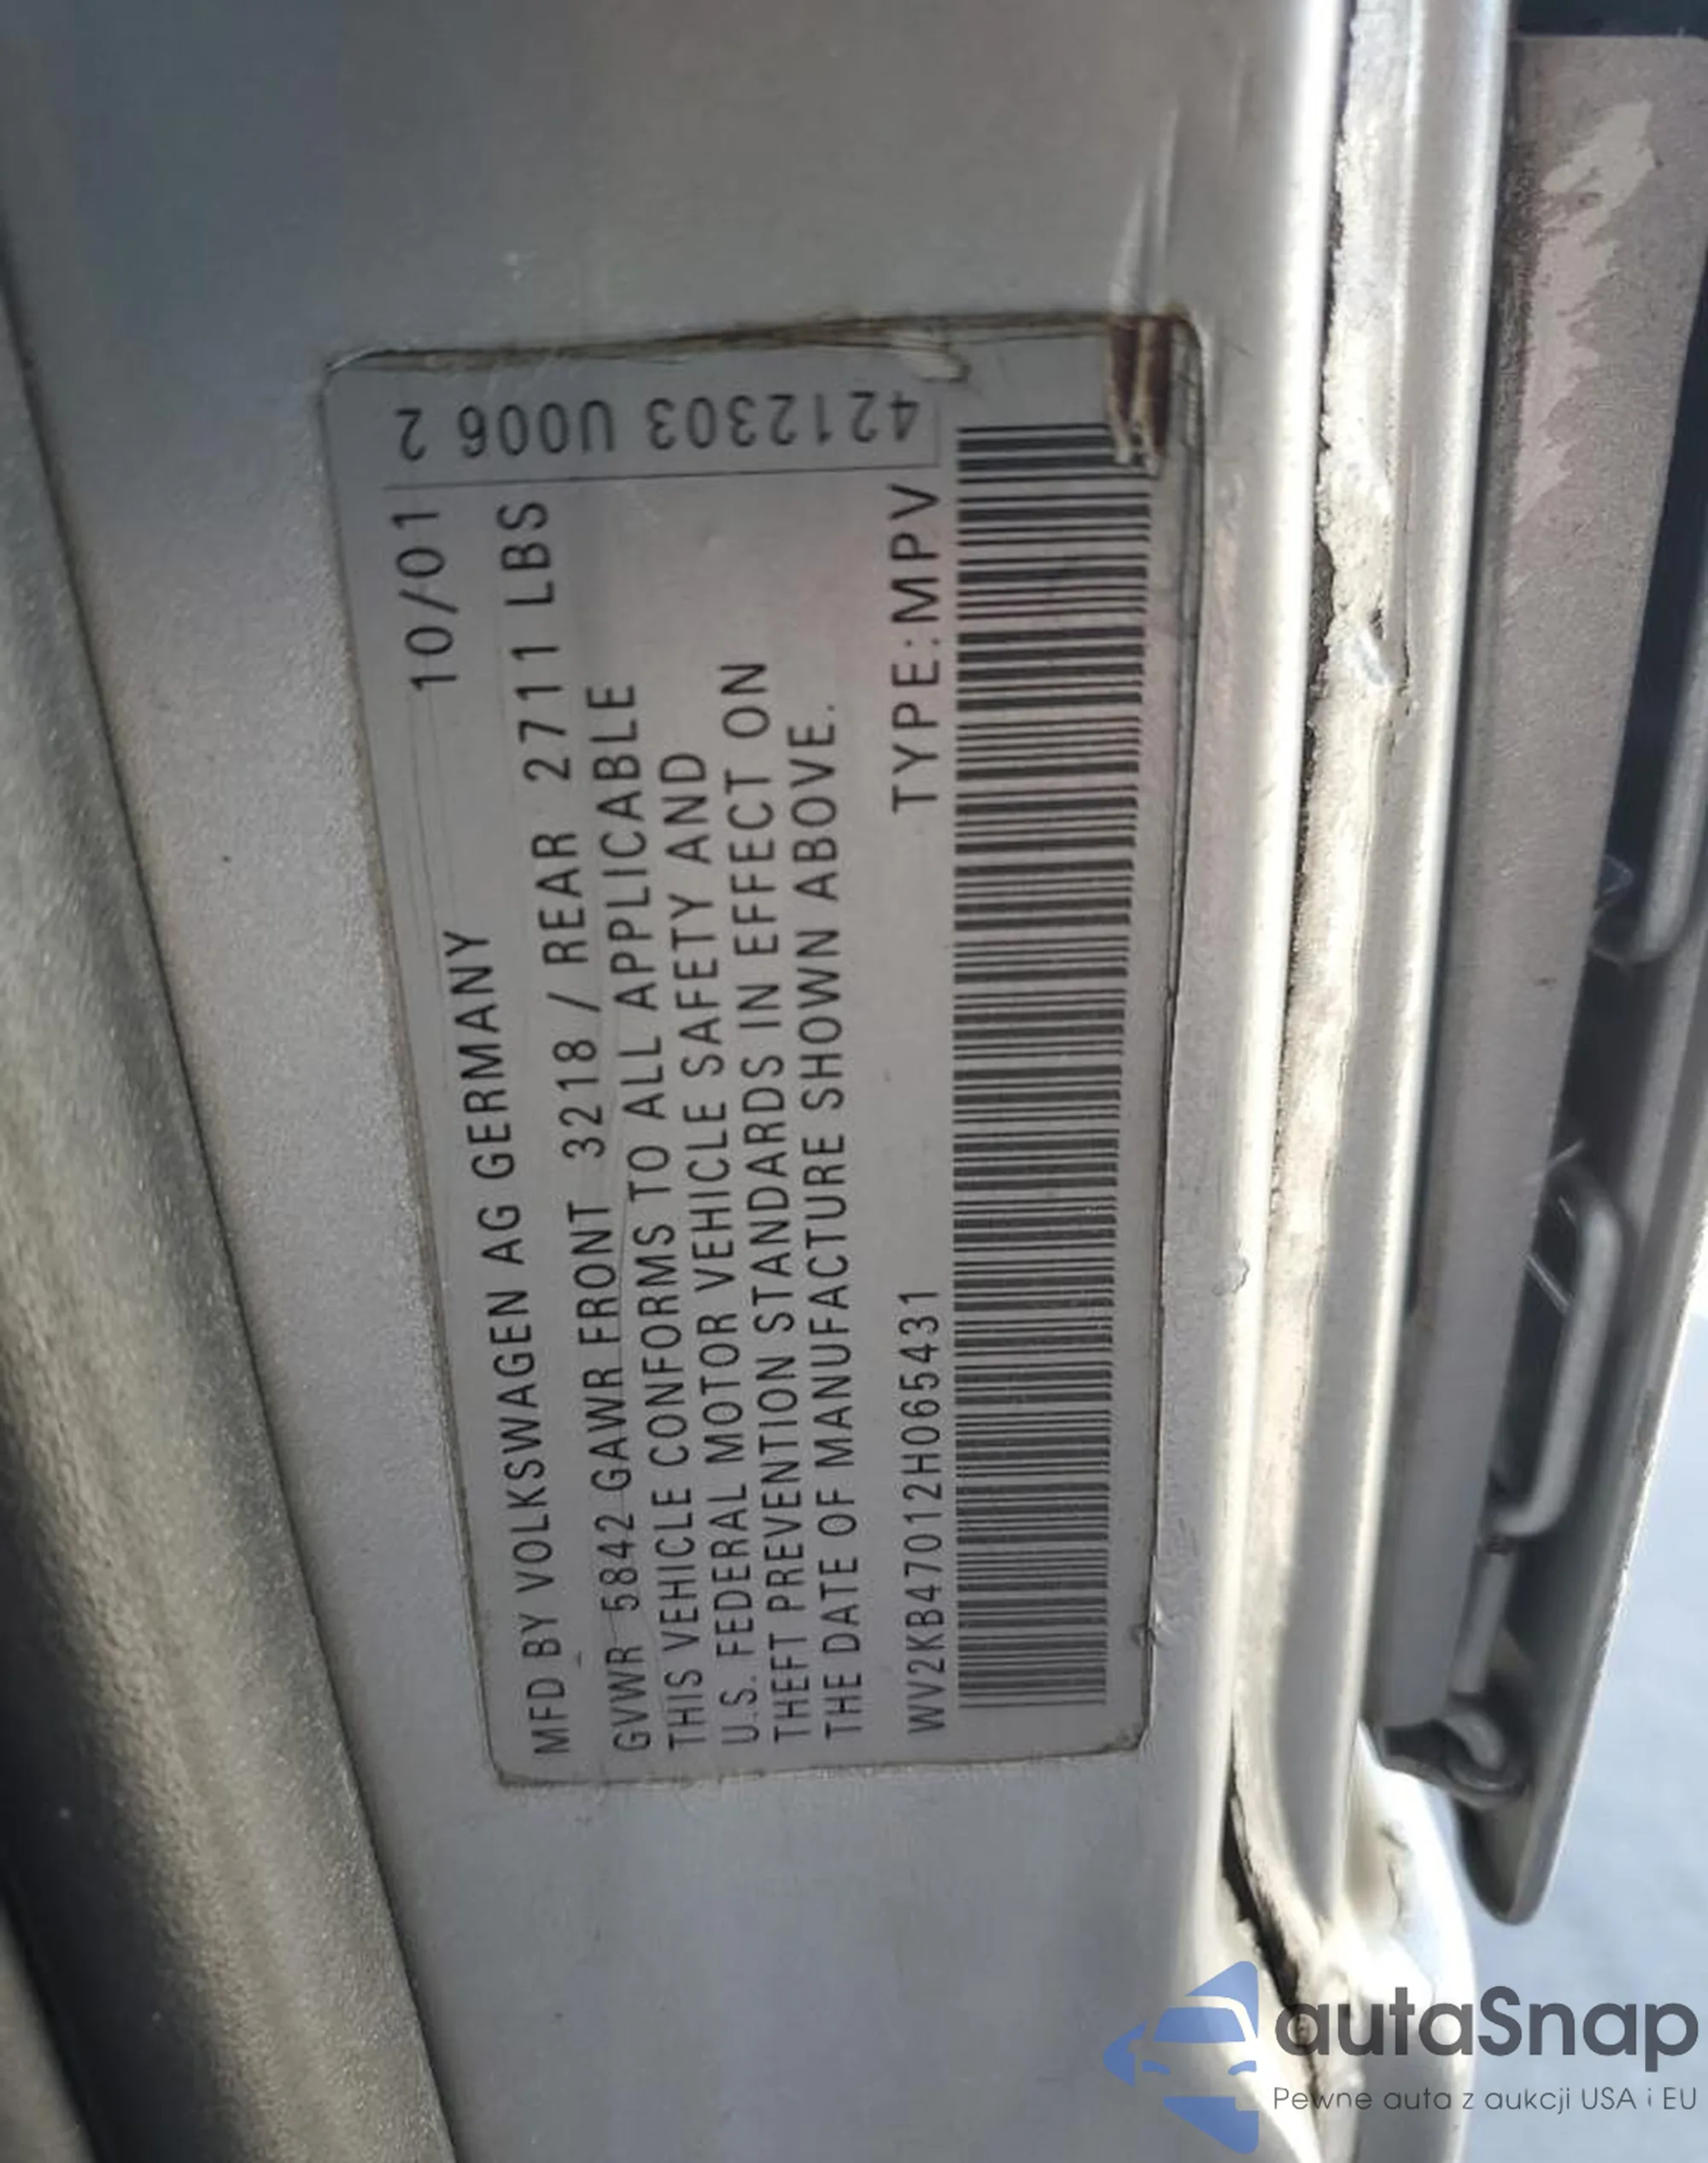 MFD BY VOLKSWAGEN AG GERMANY 10/01
GVWR 5842 GAWR FRONT 3218 / REAR 2711 LBS
THIS VEHICLE CONFORMS TO ALL APPLICABLE
U.S. FEDERAL MOTOR VEHICLE SAFETY AND
THEFT PREVENTION STANDARDS IN EFFECT ON
THE DATE OF MANUFACTURE SHOWN ABOVE.
WV2KB47012H065431 TYPE:MPV
4212303 U006 2
autaSnap
Pewne auta z aukcji USA i EU